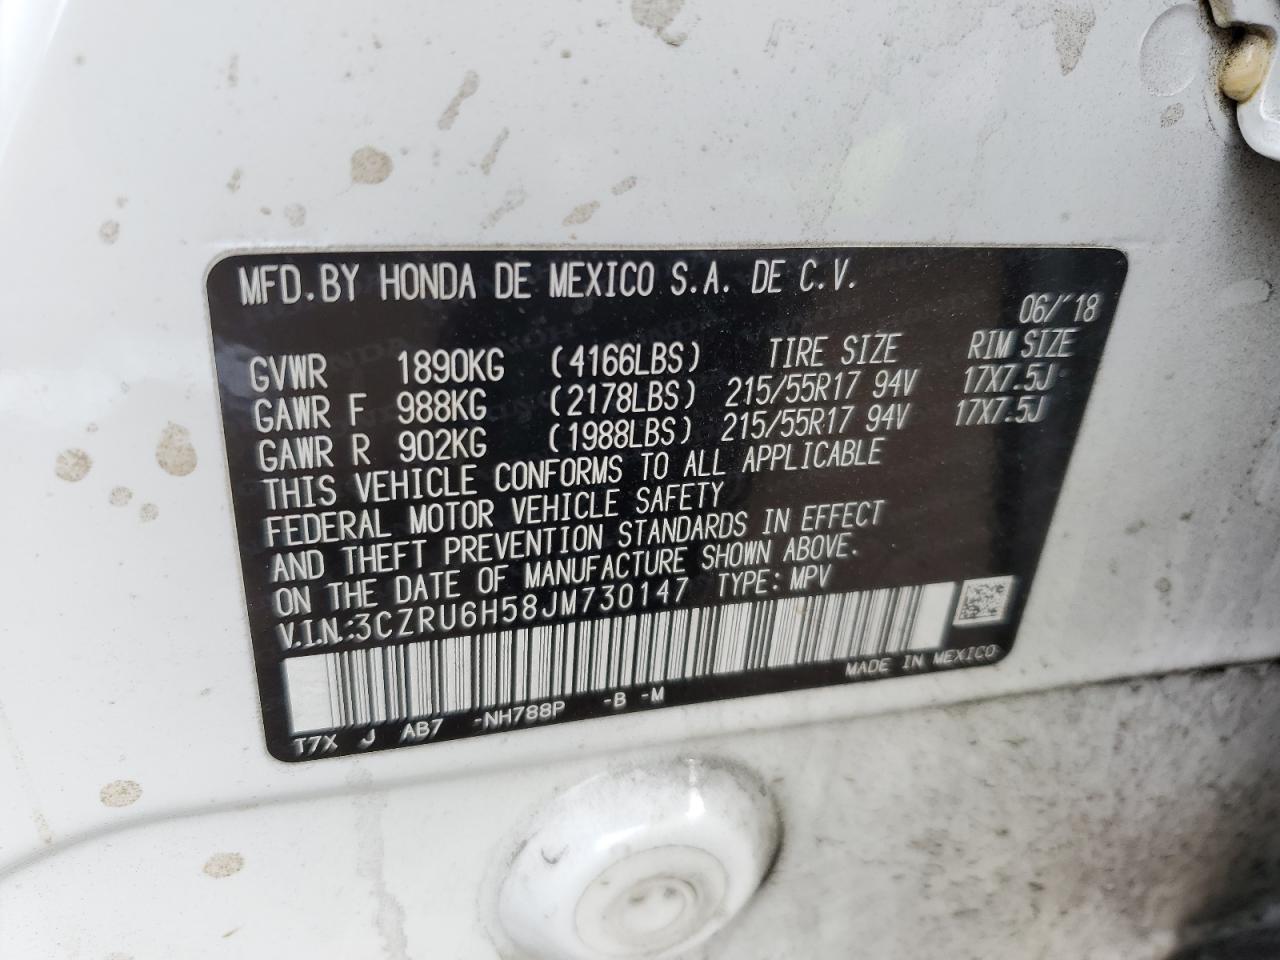 MFD.BY HONDA DE MEXICO S.A. DE C.V.
06/'18
GVWR 1890KG (4166LBS) TIRE SIZE RIM SIZE
GAWR F 988KG (2178LBS) 215/55R17 94V 17X7.5J
GAWR R 902KG (1988LBS) 215/55R17 94V 17X7.5J
THIS VEHICLE CONFORMS TO ALL APPLICABLE
FEDERAL MOTOR VEHICLE SAFETY
AND THEFT PREVENTION STANDARDS IN EFFECT
ON THE DATE OF MANUFACTURE SHOWN ABOVE.
V.I.N.:3CZRU6H58JM730147 TYPE:MPV
MADE IN MEXICO
T7X J AB7 -NH788P -B -M